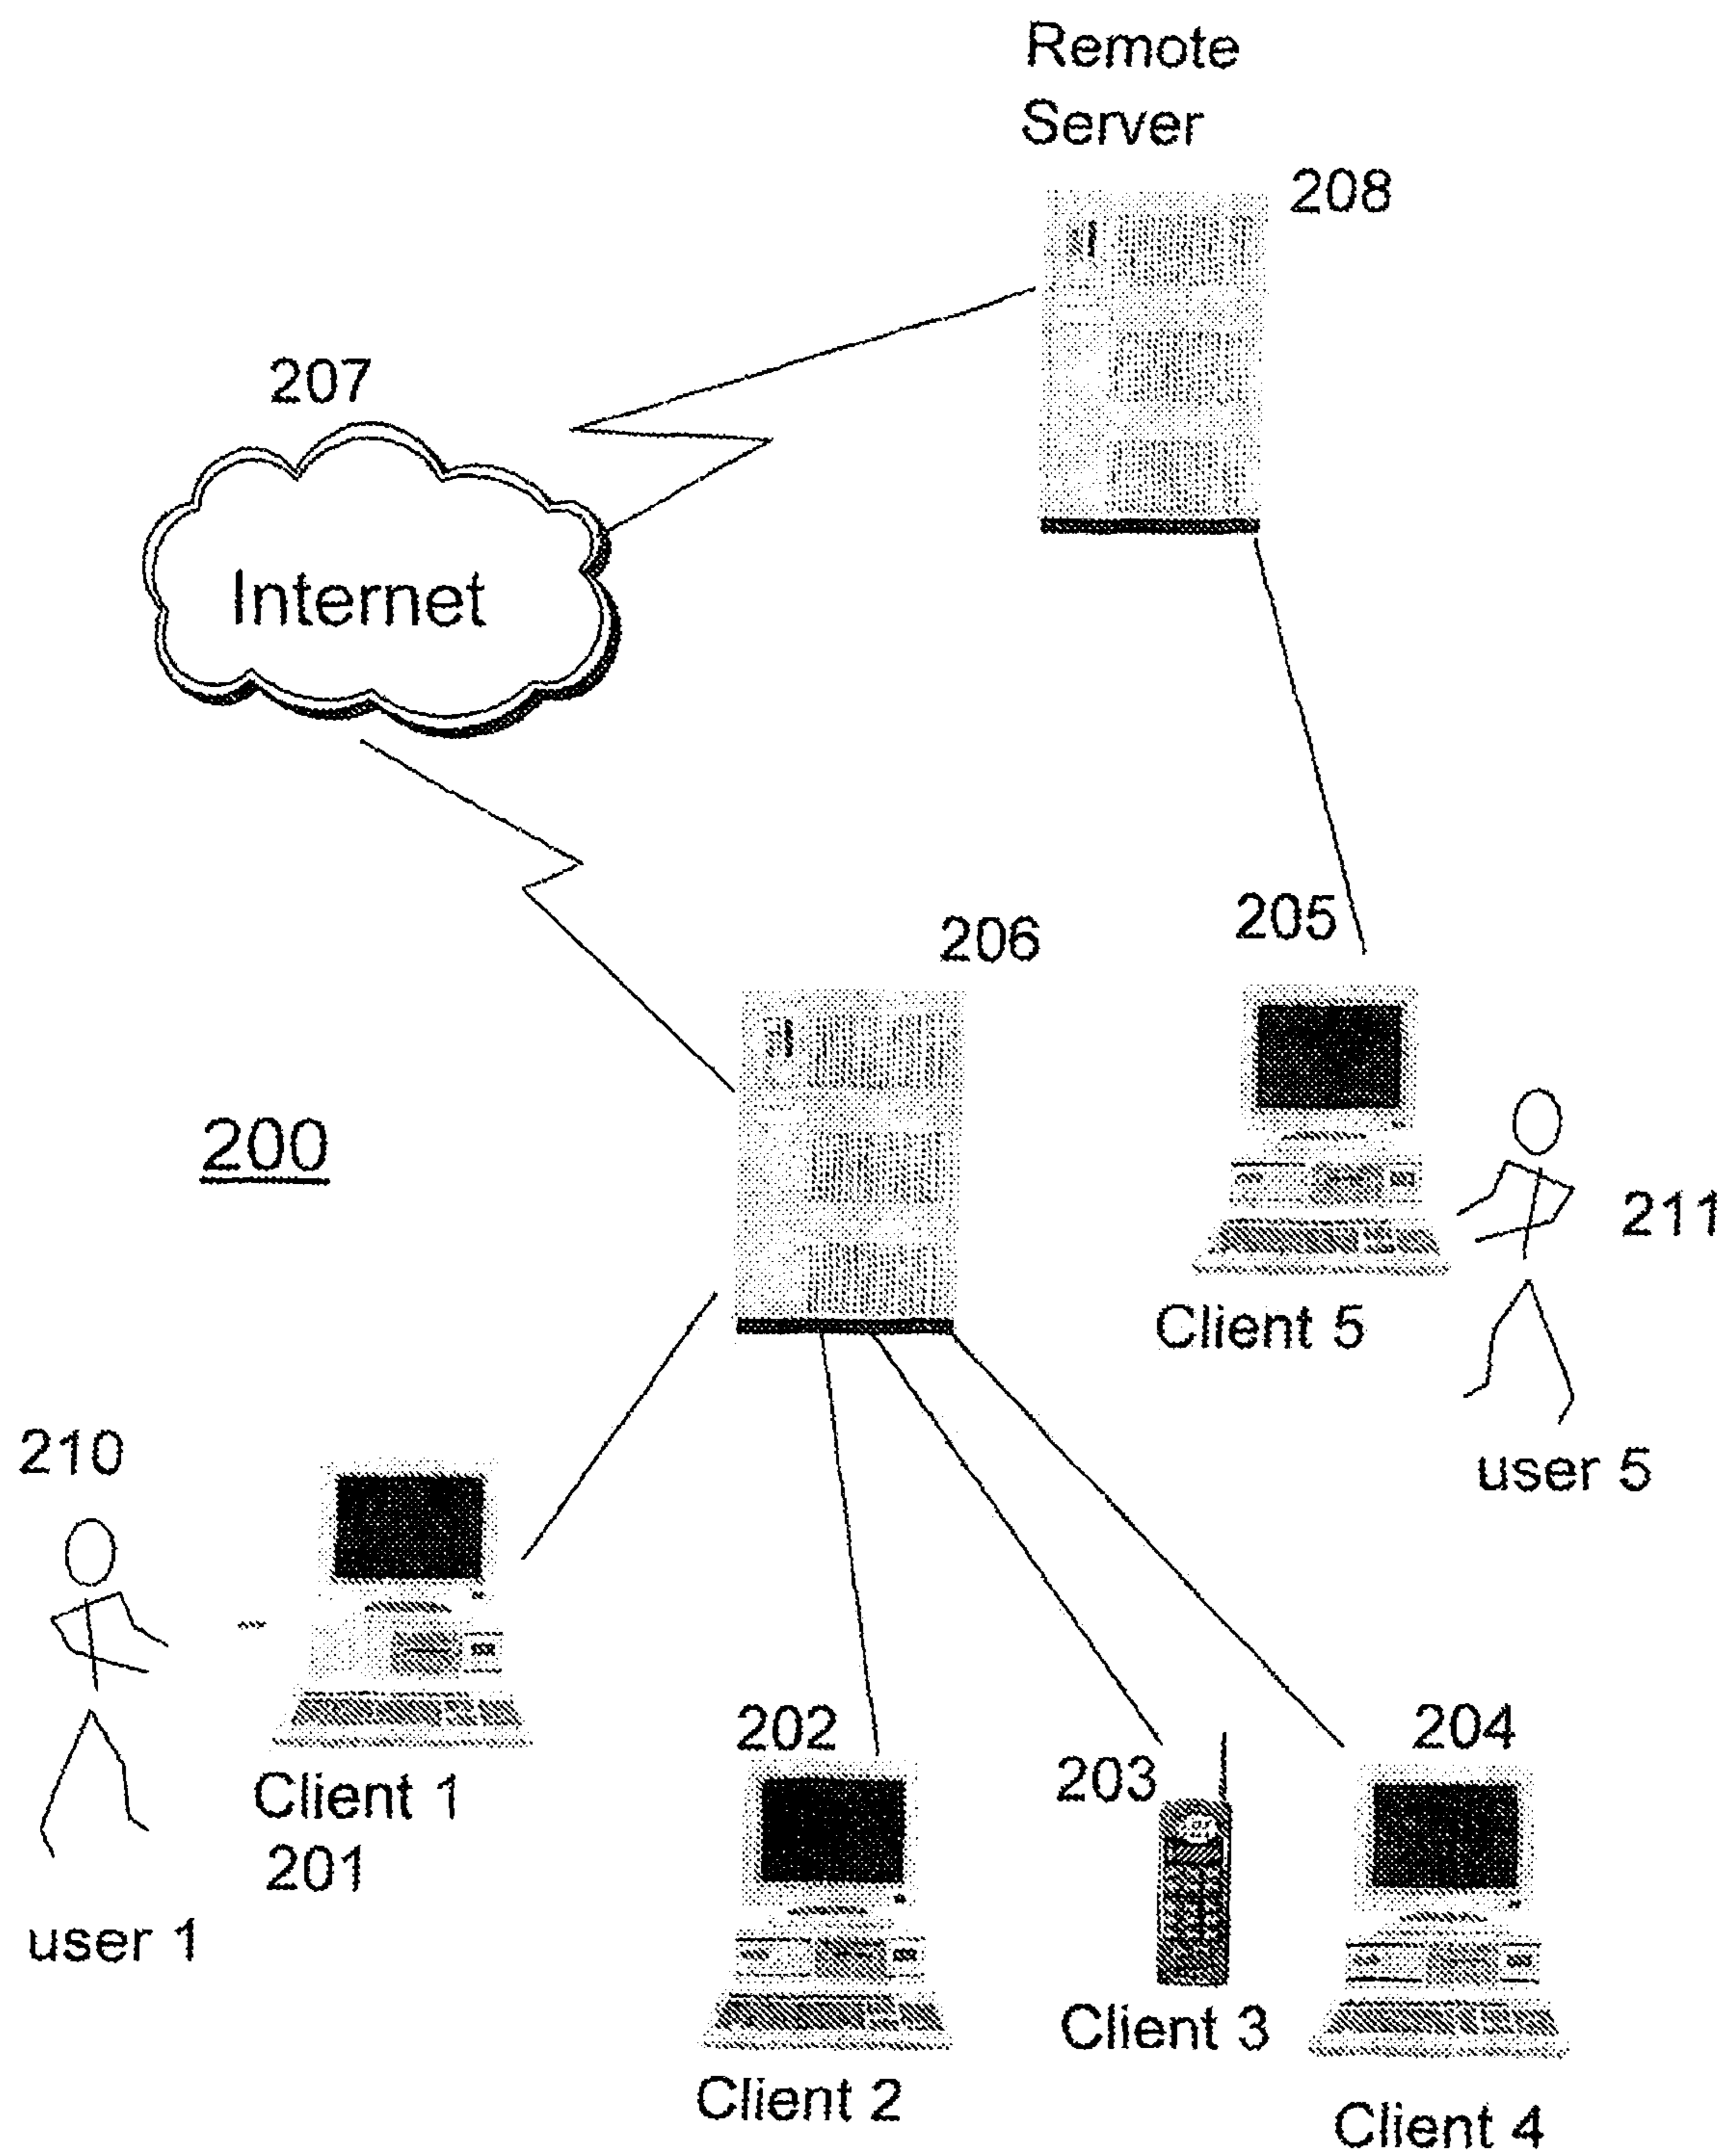 Remote
Server
208
207
Internet
205
206
200
211
Client 5
210
user 5
202
204
203
Client 1
201
user 1
Client 3
Client 2
Client 4